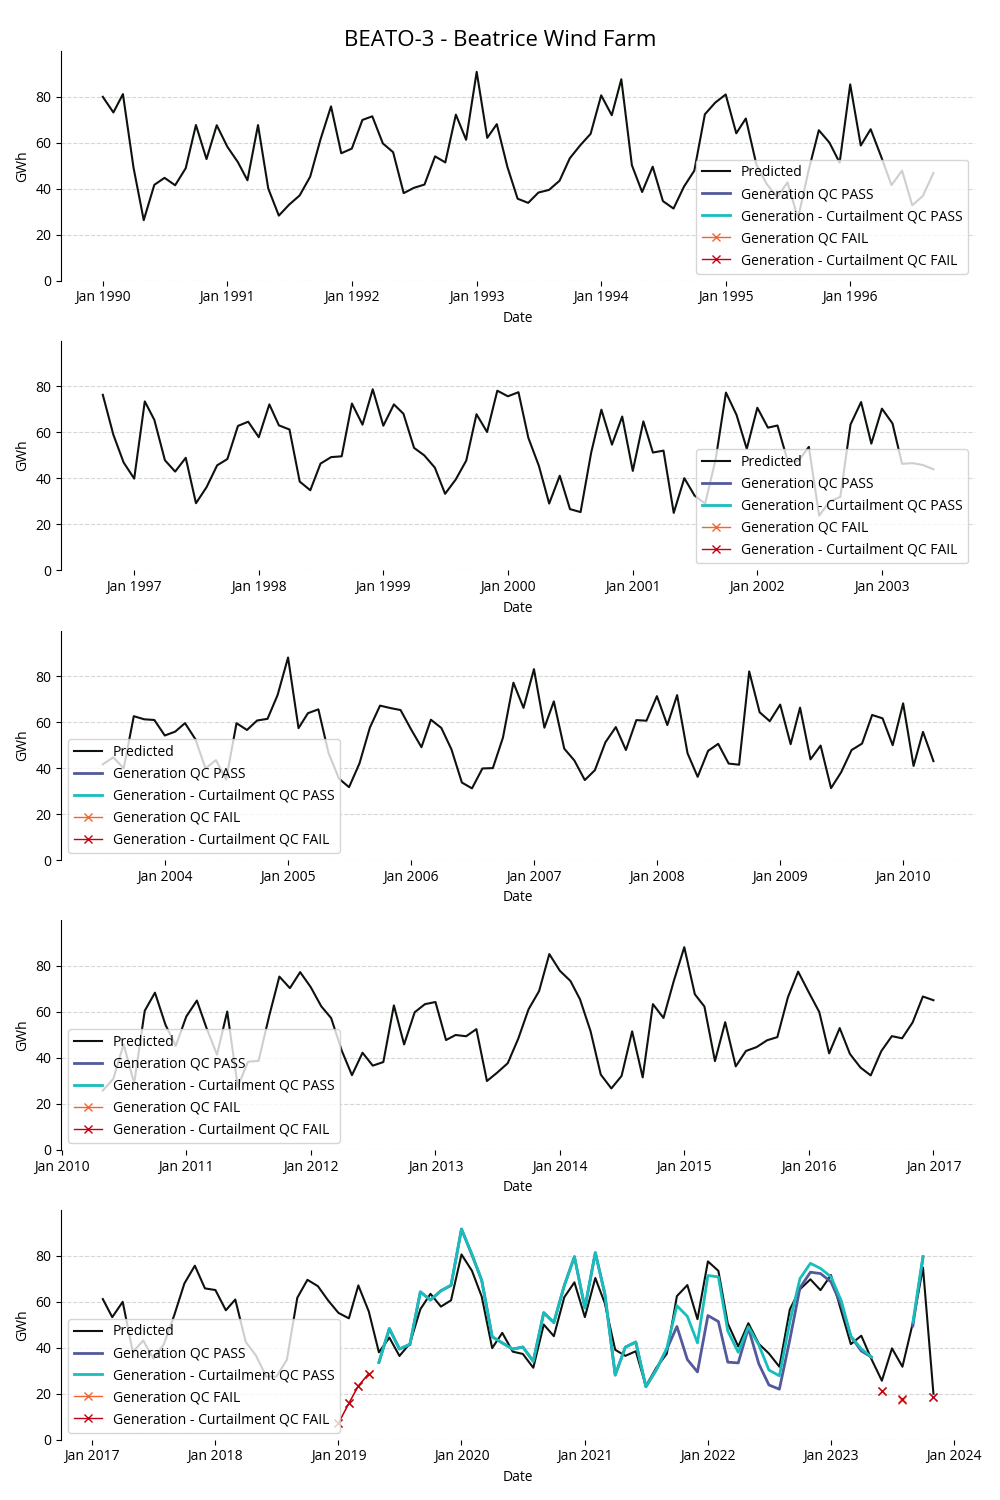 BEATO-3 - Beatrice Wind Farm
80
60
40
20
0
GWh
Predicted
Generation QC PASS
Generation - Curtailment QC PASS
Generation QC FAIL
Generation - Curtailment QC FAIL
Jan 1990 Jan 1991 Jan 1992 Jan 1993 Jan 1994 Jan 1995 Jan 1996
Date
80
60
40
20
0
GWh
Predicted
Generation QC PASS
Generation - Curtailment QC PASS
Generation QC FAIL
Generation - Curtailment QC FAIL
Jan 1997 Jan 1998 Jan 1999 Jan 2000 Jan 2001 Jan 2002 Jan 2003
Date
80
60
40
20
0
GWh
Predicted
Generation QC PASS
Generation - Curtailment QC PASS
Generation QC FAIL
Generation - Curtailment QC FAIL
Jan 2004 Jan 2005 Jan 2006 Jan 2007 Jan 2008 Jan 2009 Jan 2010
Date
80
60
40
20
0
GWh
Predicted
Generation QC PASS
Generation - Curtailment QC PASS
Generation QC FAIL
Generation - Curtailment QC FAIL
Jan 2010 Jan 2011 Jan 2012 Jan 2013 Jan 2014 Jan 2015 Jan 2016 Jan 2017
Date
80
60
40
20
0
GWh
Predicted
Generation QC PASS
Generation - Curtailment QC PASS
Generation QC FAIL
Generation - Curtailment QC FAIL
Jan 2017 Jan 2018 Jan 2019 Jan 2020 Jan 2021 Jan 2022 Jan 2023 Jan 2024
Date